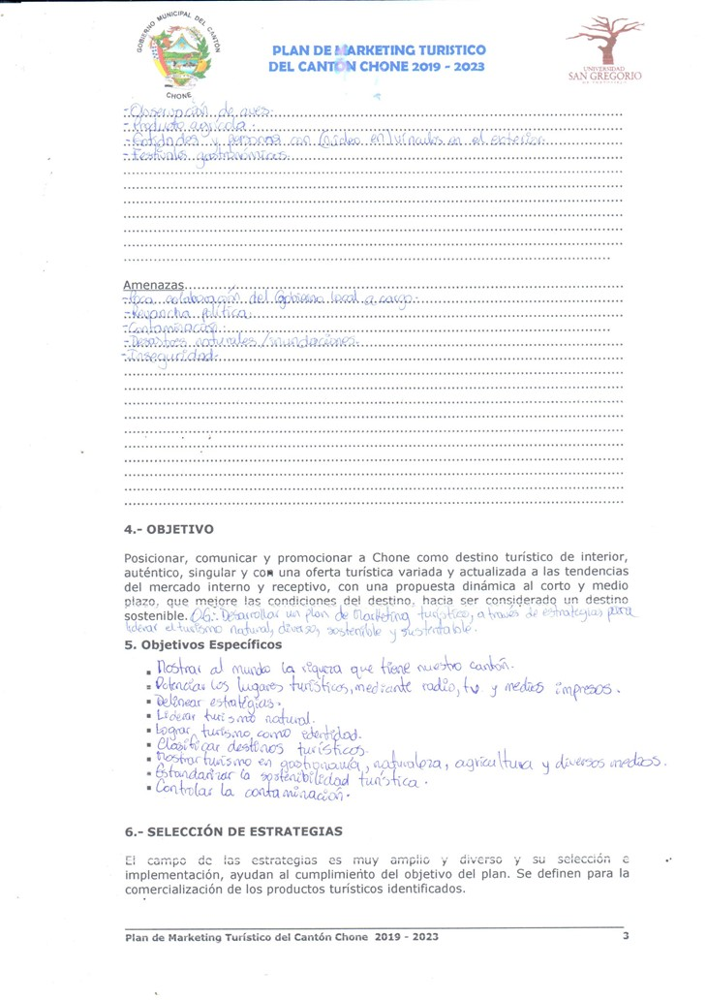 GOBIERNO MUNICIPAL DEL CANTÓN
CHONE
PLAN DE MARKETING TURISTICO
DEL CANTÓN CHONE 2019 - 2023
UNIVERSIDAD
SAN GREGORIO
DE PORTOVIEJO
- Observación de aves.
- Producto agrícola.
- Entidades y personas con en el exterior.
- Festivales gastronómicos.
Amenazas
- Poca colaboración del Gobierno local a cargo.
- Revancha política.
- Contaminación.
- Desastres naturales/inundaciones.
- Inseguridad.
4.- OBJETIVO
Posicionar, comunicar y promocionar a Chone como destino turístico de interior,
auténtico, singular y con una oferta turística variada y actualizada a las tendencias
del mercado interno y receptivo, con una propuesta dinámica al corto y medio
plazo, que mejore las condiciones del destino, hacia ser considerado un destino
sostenible. OG: Desarrollar un plan de Marketing turístico, a través de estrategias para
liderar el turismo natural, diverso, sostenible y sustentable.
5. Objetivos Específicos
▪ Mostrar al mundo la riqueza que tiene nuestro cantón.
▪ Potenciar los lugares turísticos, mediante radio, tv. y medios impresos.
▪ Delinear estratégias.
▪ Liderar turismo natural.
▪ Lograr turismo como identidad.
▪ Clasificar destinos turísticos.
▪ Mostrar turismo en gastronomía, naturaleza, agricultura y diversos medios.
▪ Estandarizar la sostenibilidad turística.
▪ Controlar la contaminación.
6.- SELECCIÓN DE ESTRATEGIAS
El campo de las estrategias es muy amplio y diverso y su selección e
implementación, ayudan al cumplimiento del objetivo del plan. Se definen para la
comercialización de los productos turísticos identificados.
Plan de Marketing Turístico del Cantón Chone 2019 - 2023 3